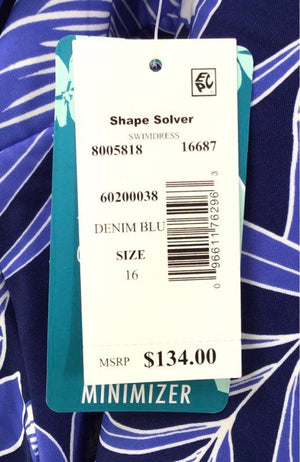 Shape Solver
SWIMDRESS
8005818 16687
60200038
DENIM BLU
SIZE
16
0 96611 76296 3
MSRP $134.00
MINIMIZER